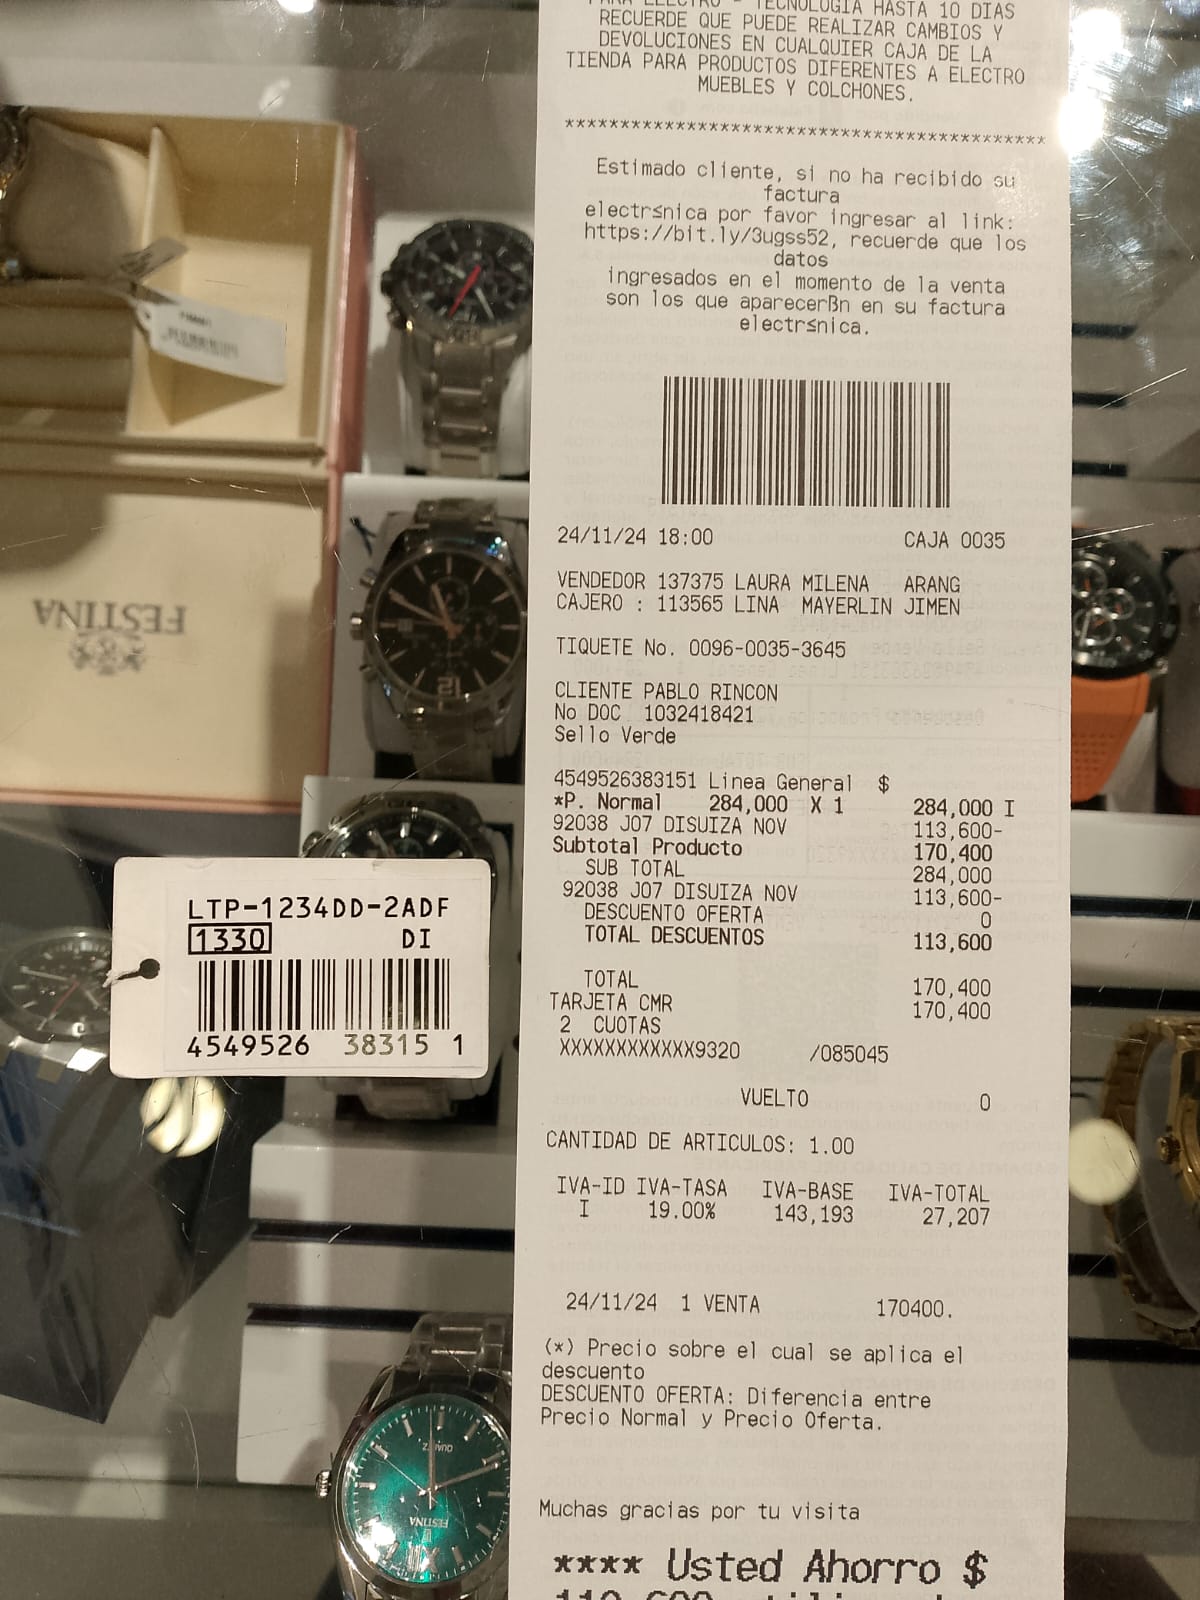 PARA ELECTRO - TECNOLOGIA HASTA 10 DIAS
RECUERDE QUE PUEDE REALIZAR CAMBIOS Y
DEVOLUCIONES EN CUALQUIER CAJA DE LA
TIENDA PARA PRODUCTOS DIFERENTES A ELECTRO
MUEBLES Y COLCHONES.
********************************************
Estimado cliente, si no ha recibido su
factura
electr≤nica por favor ingresar al link:
https://bit.ly/3ugss52, recuerde que los
datos
ingresados en el momento de la venta
son los que aparecerßn en su factura
electr≤nica.
24/11/24 18:00 CAJA 0035
VENDEDOR 137375 LAURA MILENA ARANG
CAJERO : 113565 LINA MAYERLIN JIMEN
TIQUETE No. 0096-0035-3645
CLIENTE PABLO RINCON
No DOC 1032418421
Sello Verde
4549526383151 Linea General $
*P. Normal 284,000 X 1 284,000 I
92038 J07 DISUIZA NOV 113,600-
Subtotal Producto 170,400
SUB TOTAL 284,000
92038 J07 DISUIZA NOV 113,600-
DESCUENTO OFERTA 0
TOTAL DESCUENTOS 113,600
TOTAL 170,400
TARJETA CMR 170,400
2 CUOTAS
XXXXXXXXXXXX9320 /085045
VUELTO 0
CANTIDAD DE ARTICULOS: 1.00
IVA-ID IVA-TASA IVA-BASE IVA-TOTAL
I 19.00% 143,193 27,207
24/11/24 1 VENTA 170400.
(*) Precio sobre el cual se aplica el
descuento
DESCUENTO OFERTA: Diferencia entre
Precio Normal y Precio Oferta.
Muchas gracias por tu visita
**** Usted Ahorro $
LTP-1234DD-2ADF
1330 DI
4549526 38315 1
FESTINA
QUARTZ
FESTINA